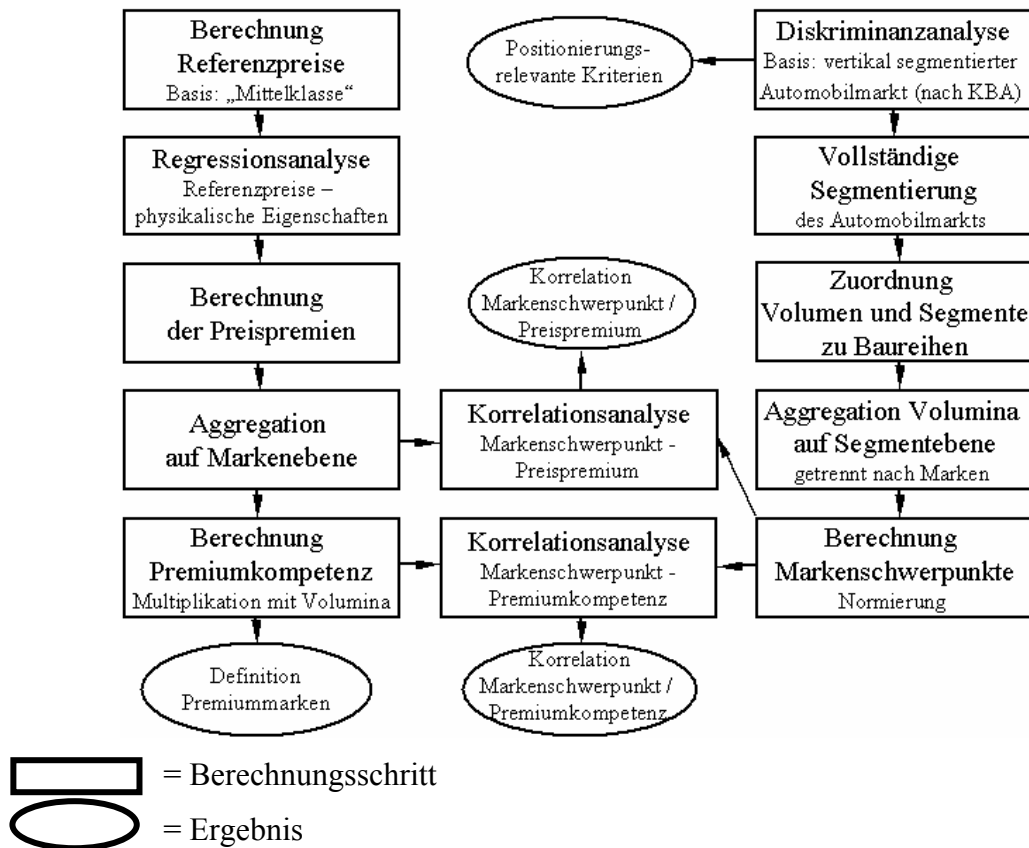 Berechnung
Referenzpreise
Basis: „Mittelklasse“
Regressionsanalyse
Referenzpreise –
physikalische Eigenschaften
Berechnung
der Preispremien
Aggregation
auf Markenebene
Berechnung
Premiumkompetenz
Multiplikation mit Volumina
Definition
Premiummarken
Positionierungs-
relevante Kriterien
Korrelation
Markenschwerpunkt /
Preispremium
Korrelationsanalyse
Markenschwerpunkt -
Preispremium
Korrelationsanalyse
Markenschwerpunkt -
Premiumkompetenz
Korrelation
Markenschwerpunkt /
Premiumkompetenz
Diskriminanzanalyse
Basis: vertikal segmentierter
Automobilmarkt (nach KBA)
Vollständige
Segmentierung
des Automobilmarkts
Zuordnung
Volumen und Segmente
zu Baureihen
Aggregation Volumina
auf Segmentebene
getrennt nach Marken
Berechnung
Markenschwerpunkte
Normierung
= Berechnungsschritt
= Ergebnis